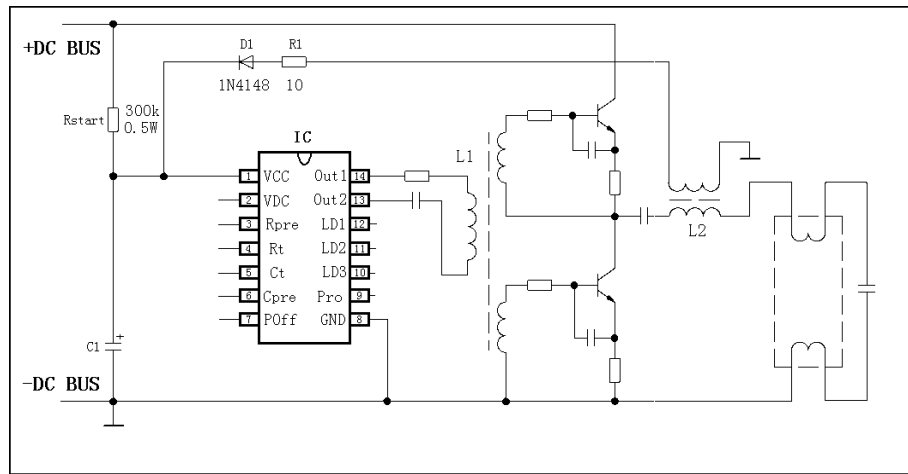 +DC BUS
D1
R1
1N4148
10
Rstart
300k
0.5W
IC
L1
1 VCC Out1 14
2 VDC Out2 13
3 Rpre LD1 12
4 Rt LD2 11
5 Ct LD3 10
6 Cpre Pro 9
7 POff GND 8
L2
C1
+
-DC BUS